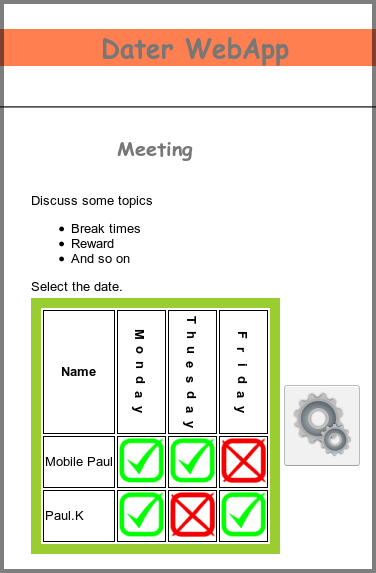 Dater WebApp
Meeting
Discuss some topics
Break times
Reward
And so on
Select the date.
Name
Monday
Thuesday
Friday
Mobile Paul
Paul.K